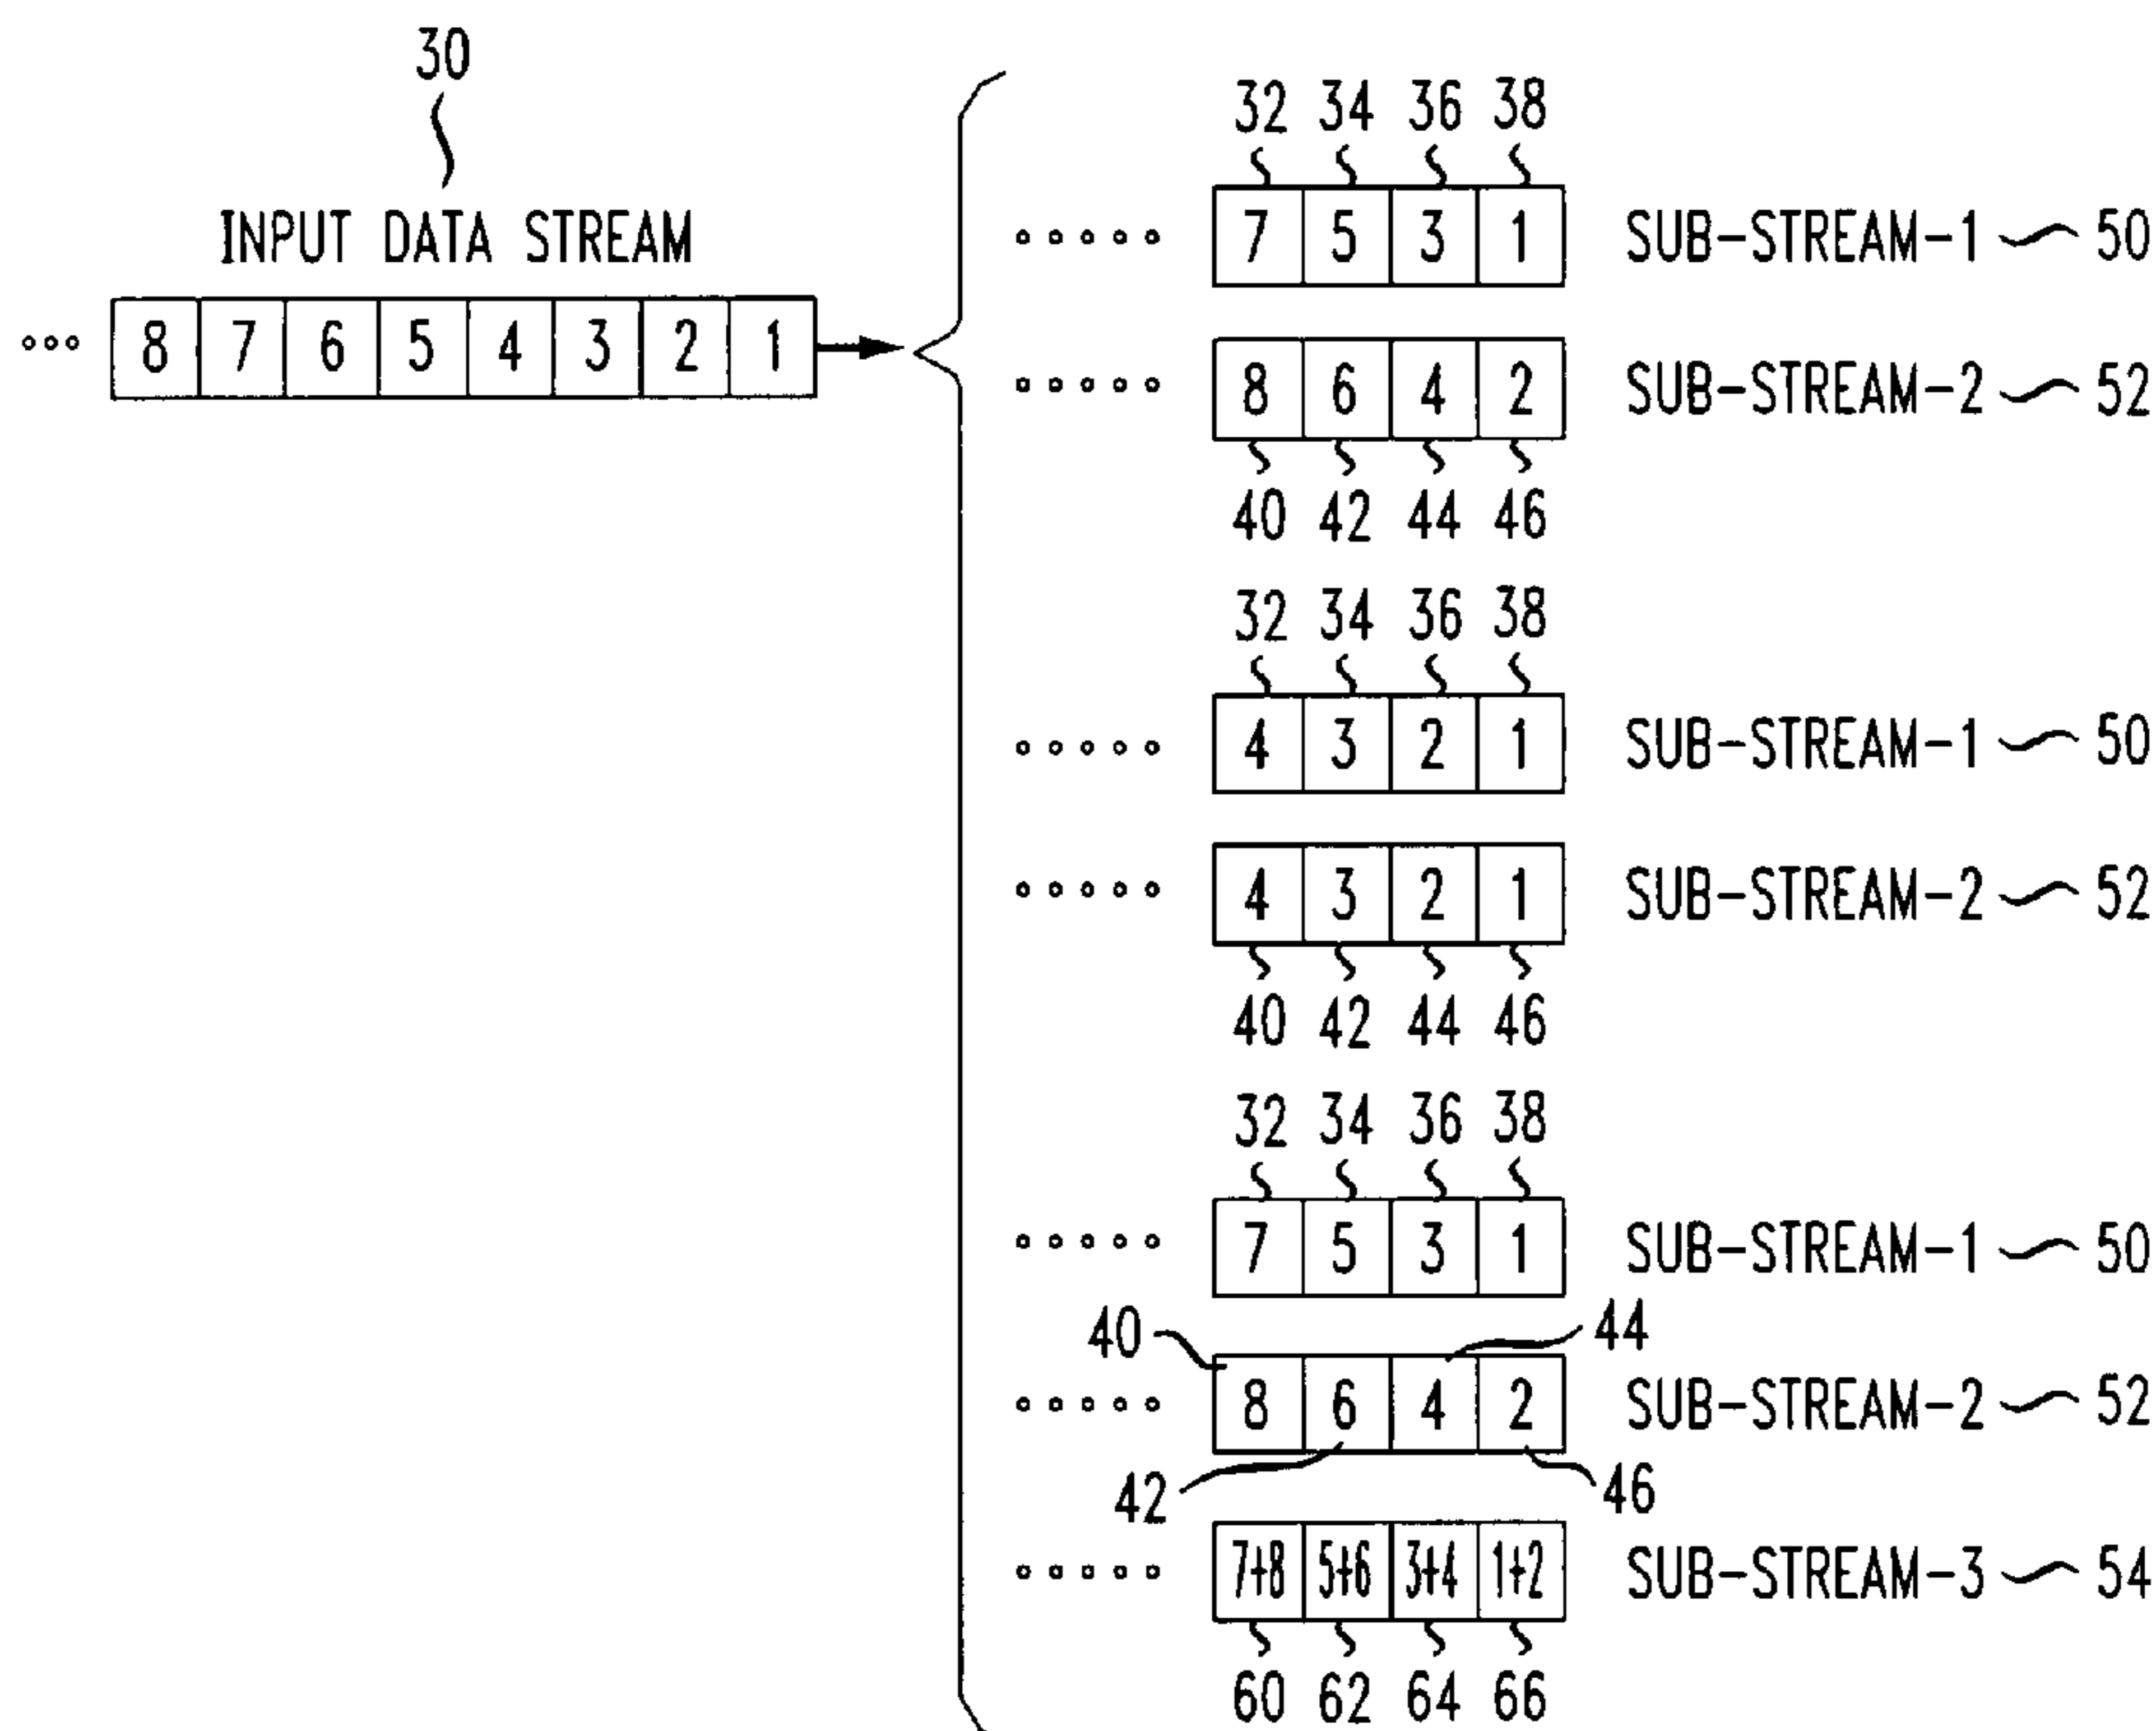 30
INPUT DATA STREAM
8 7 6 5 4 3 2 1
32 34 36 38
7 5 3 1 SUB-STREAM-1 50
8 6 4 2 SUB-STREAM-2 52
40 42 44 46
32 34 36 38
4 3 2 1 SUB-STREAM-1 50
4 3 2 1 SUB-STREAM-2 52
40 42 44 46
32 34 36 38
7 5 3 1 SUB-STREAM-1 50
40 44
8 6 4 2 SUB-STREAM-2 52
42 46
7+8 5+6 3+4 1+2 SUB-STREAM-3 54
60 62 64 66